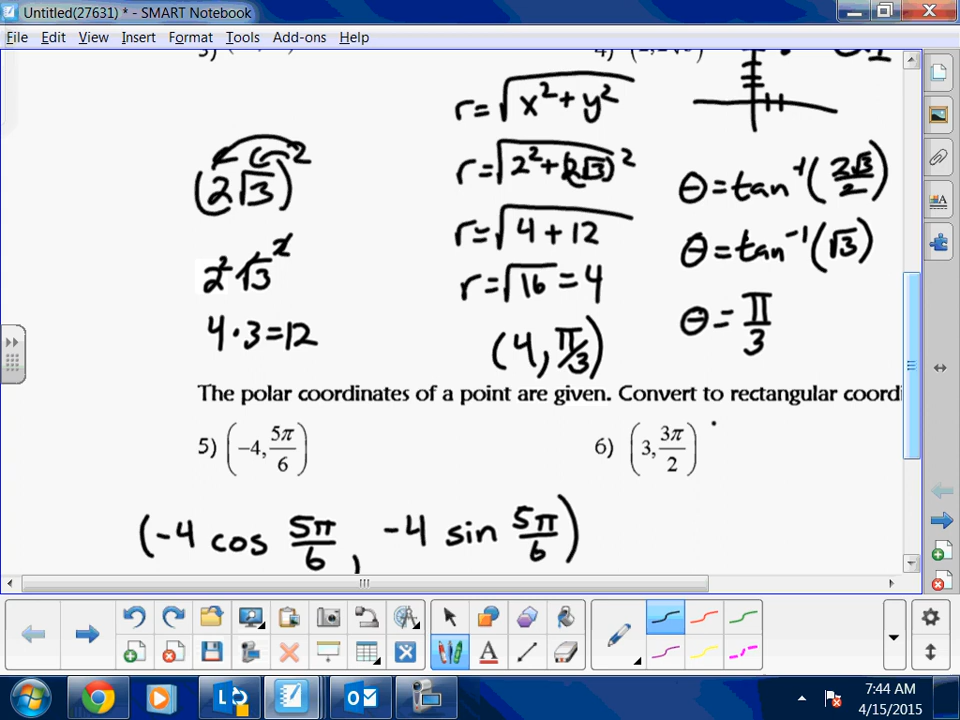 Untitled(27631) * - SMART Notebook
File Edit View Insert Format Tools Add-ons Help
r=√x²+y²
(2√3)²
r=√2²+(2√3)²
θ=tan⁻¹(2√3/2)
r=√4+12
θ=tan⁻¹(√3)
2²√3²
r=√16=4
θ=π/3
4·3=12
(4,π/3)
The polar coordinates of a point are given. Convert to rectangular coordi
5) (-4, 5π/6)
6) (3, 3π/2)
(-4 cos 5π/6, -4 sin 5π/6)
A
7:44 AM
4/15/2015